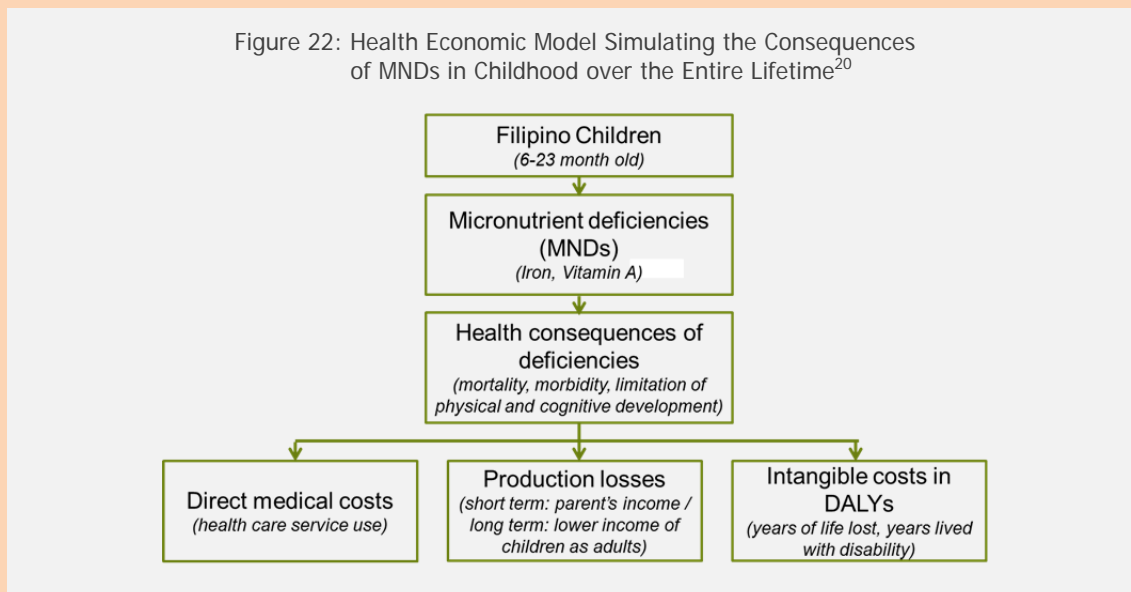 Figure 22: Health Economic Model Simulating the Consequences
of MNDs in Childhood over the Entire Lifetime20
Filipino Children
(6-23 month old)
Micronutrient deficiencies
(MNDs)
(Iron, Vitamin A)
Health consequences of
deficiencies
(mortality, morbidity, limitation of
physical and cognitive development)
Direct medical costs
(health care service use)
Production losses
(short term: parent's income /
long term: lower income of
children as adults)
Intangible costs in
DALYs
(years of life lost, years lived
with disability)